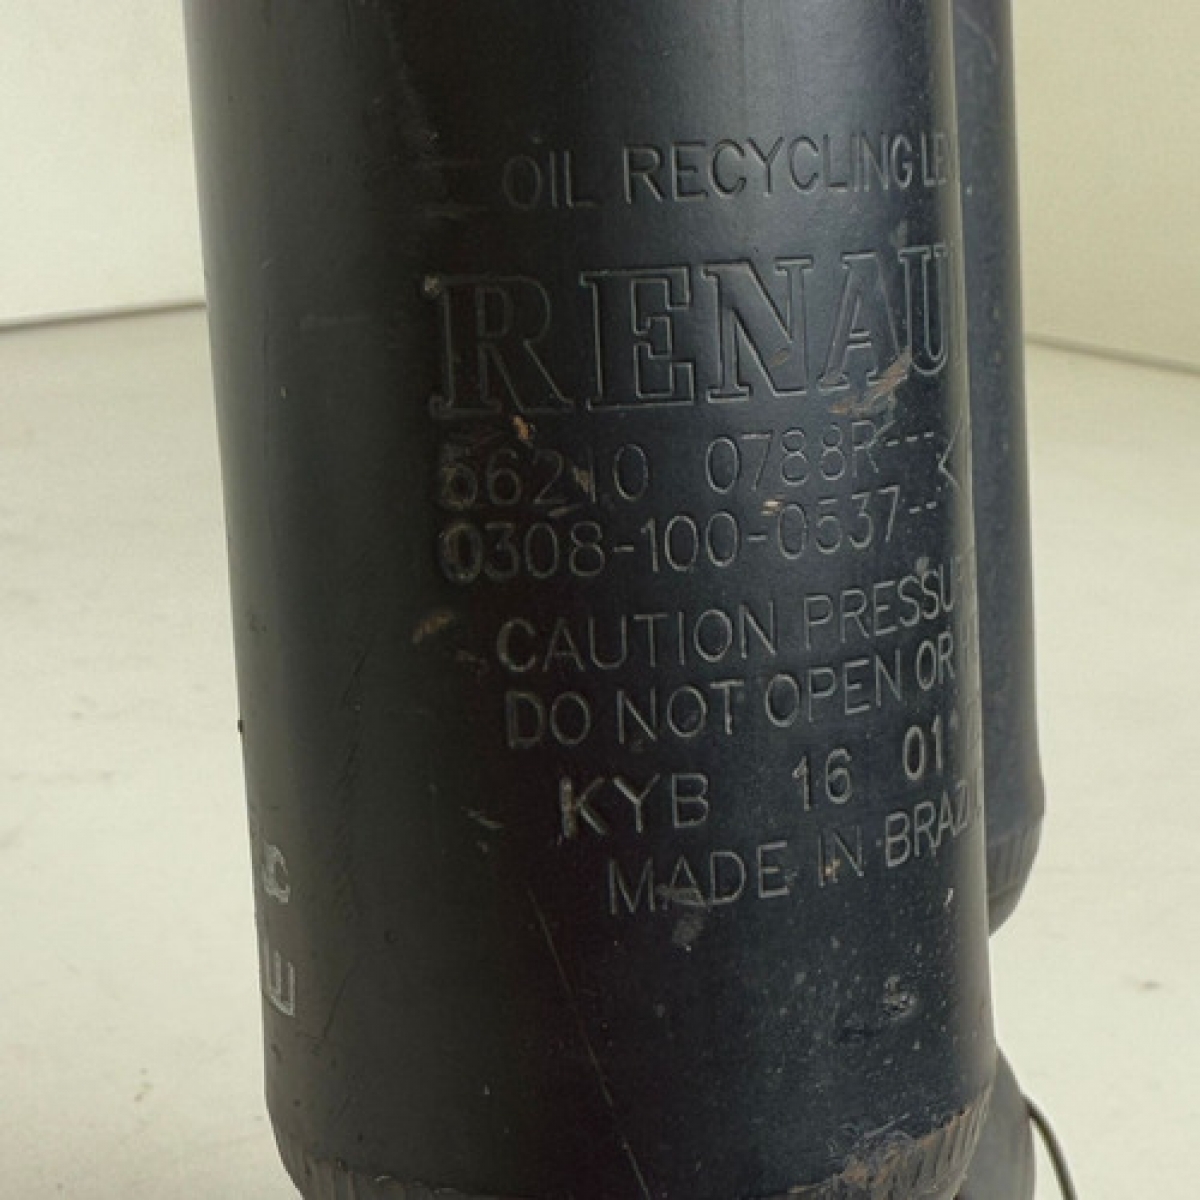 OIL RECYCLING LE
RENAU
56210 0788R---
0308-100-0537--
CAUTION PRESSU
DO NOT OPEN OR
KYB 16 01
MADE IN BRAZ